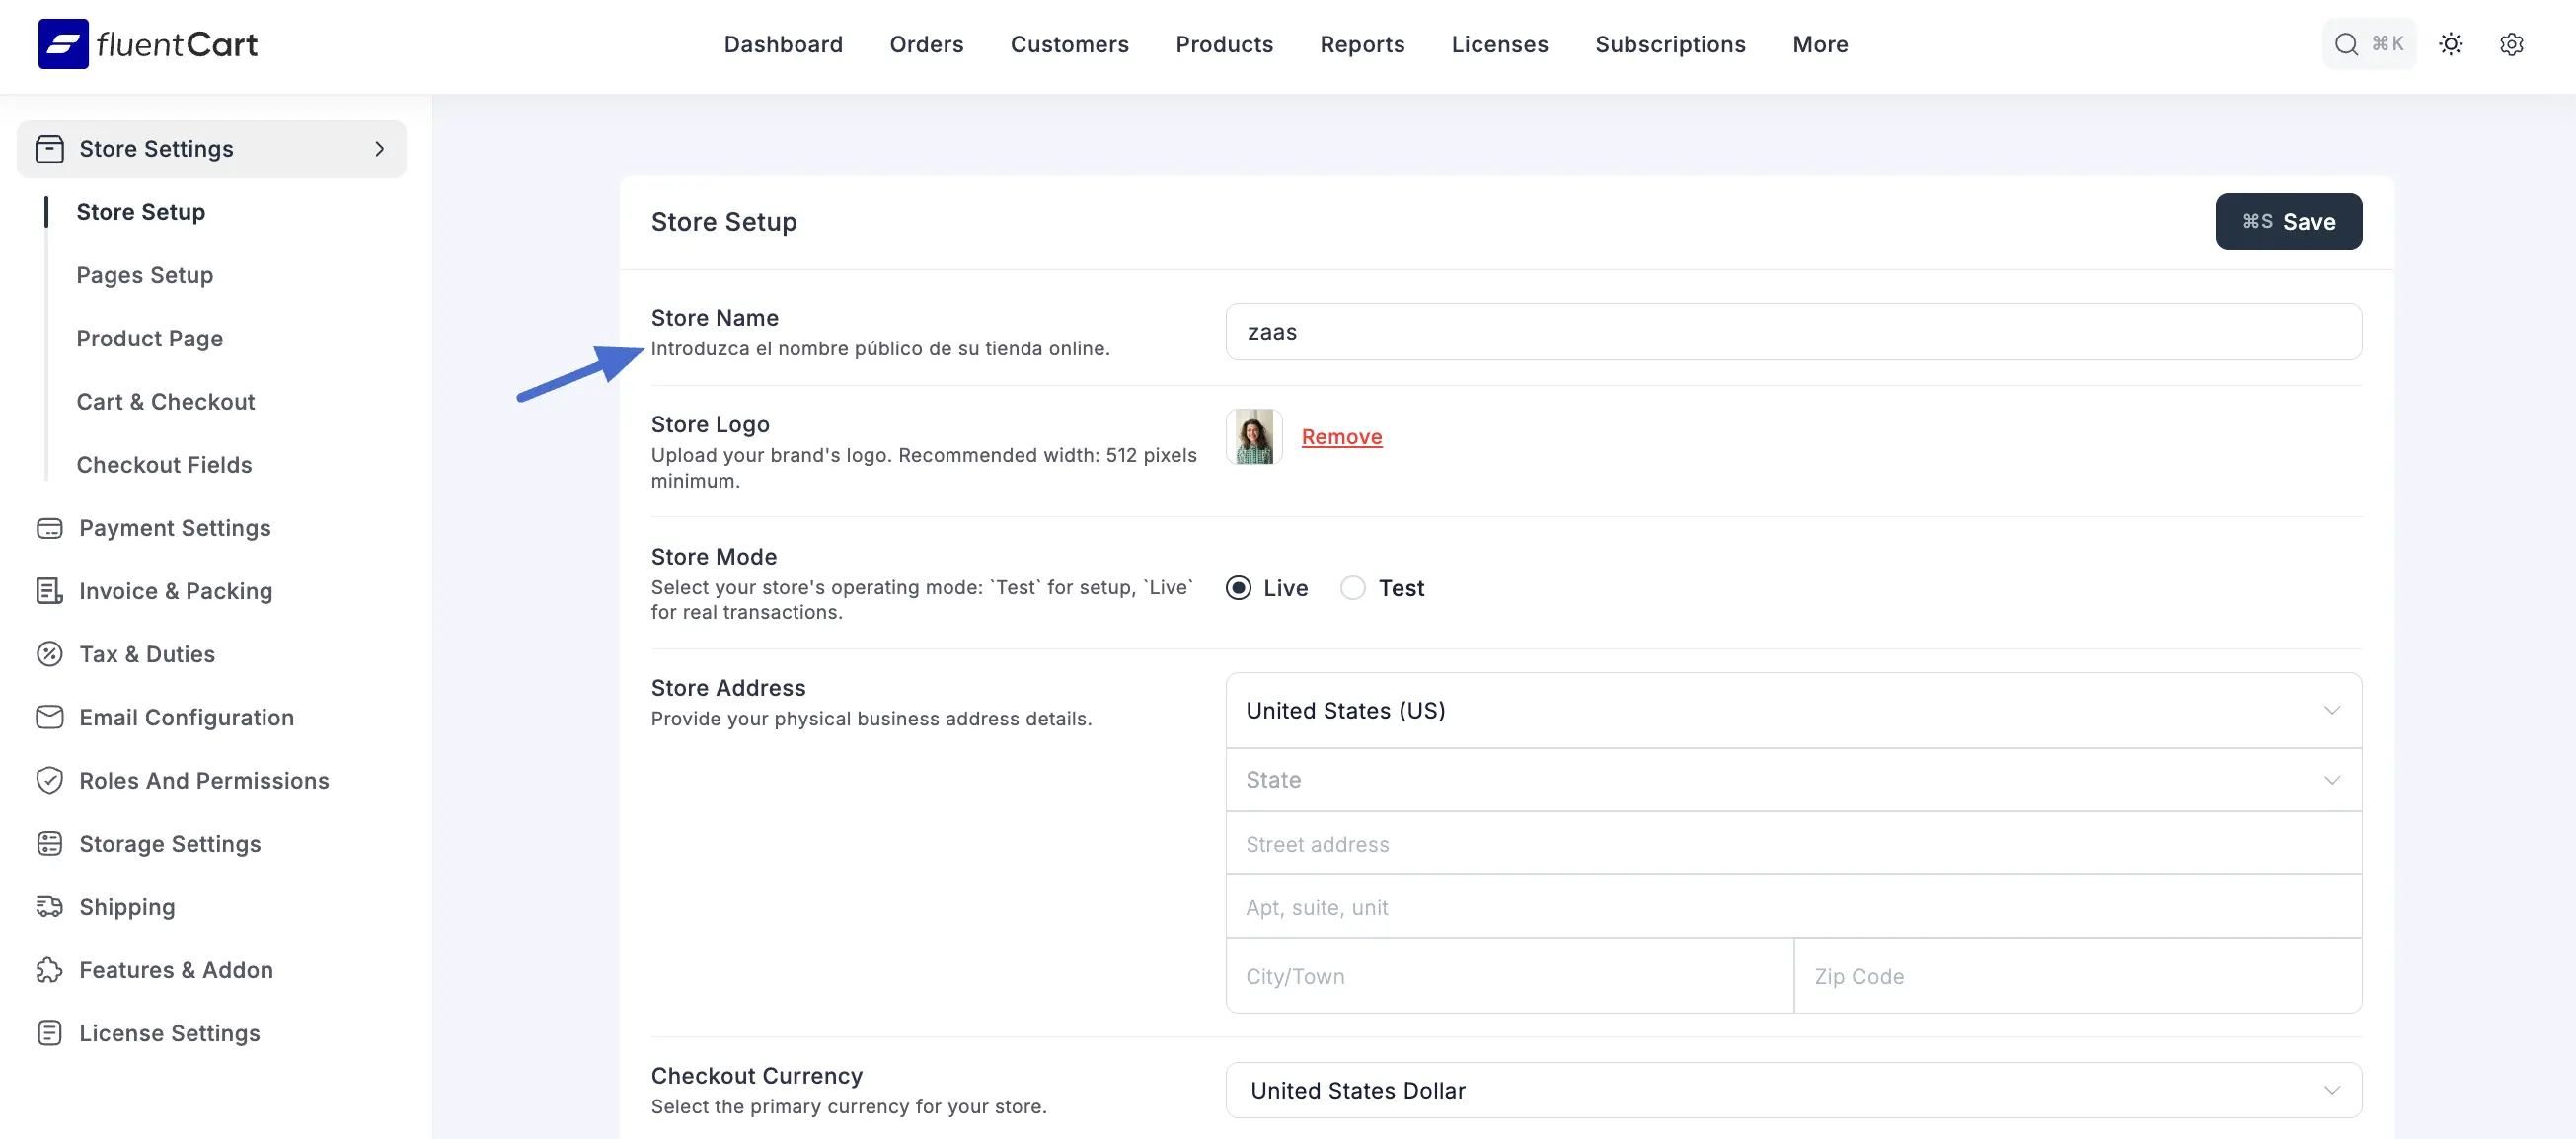 fluentCart
Dashboard
Orders
Customers
Products
Reports
Licenses
Subscriptions
More
⌘K
Store Settings
Store Setup
Pages Setup
Product Page
Cart & Checkout
Checkout Fields
Payment Settings
Invoice & Packing
Tax & Duties
Email Configuration
Roles And Permissions
Storage Settings
Shipping
Features & Addon
License Settings
Store Setup
⌘S Save
Store Name
Introduzca el nombre público de su tienda online.
zaas
Store Logo
Upload your brand's logo. Recommended width: 512 pixels
minimum.
Remove
Store Mode
Select your store's operating mode: `Test` for setup, `Live`
for real transactions.
Live
Test
Store Address
Provide your physical business address details.
United States (US)
State
Street address
Apt, suite, unit
City/Town
Zip Code
Checkout Currency
Select the primary currency for your store.
United States Dollar